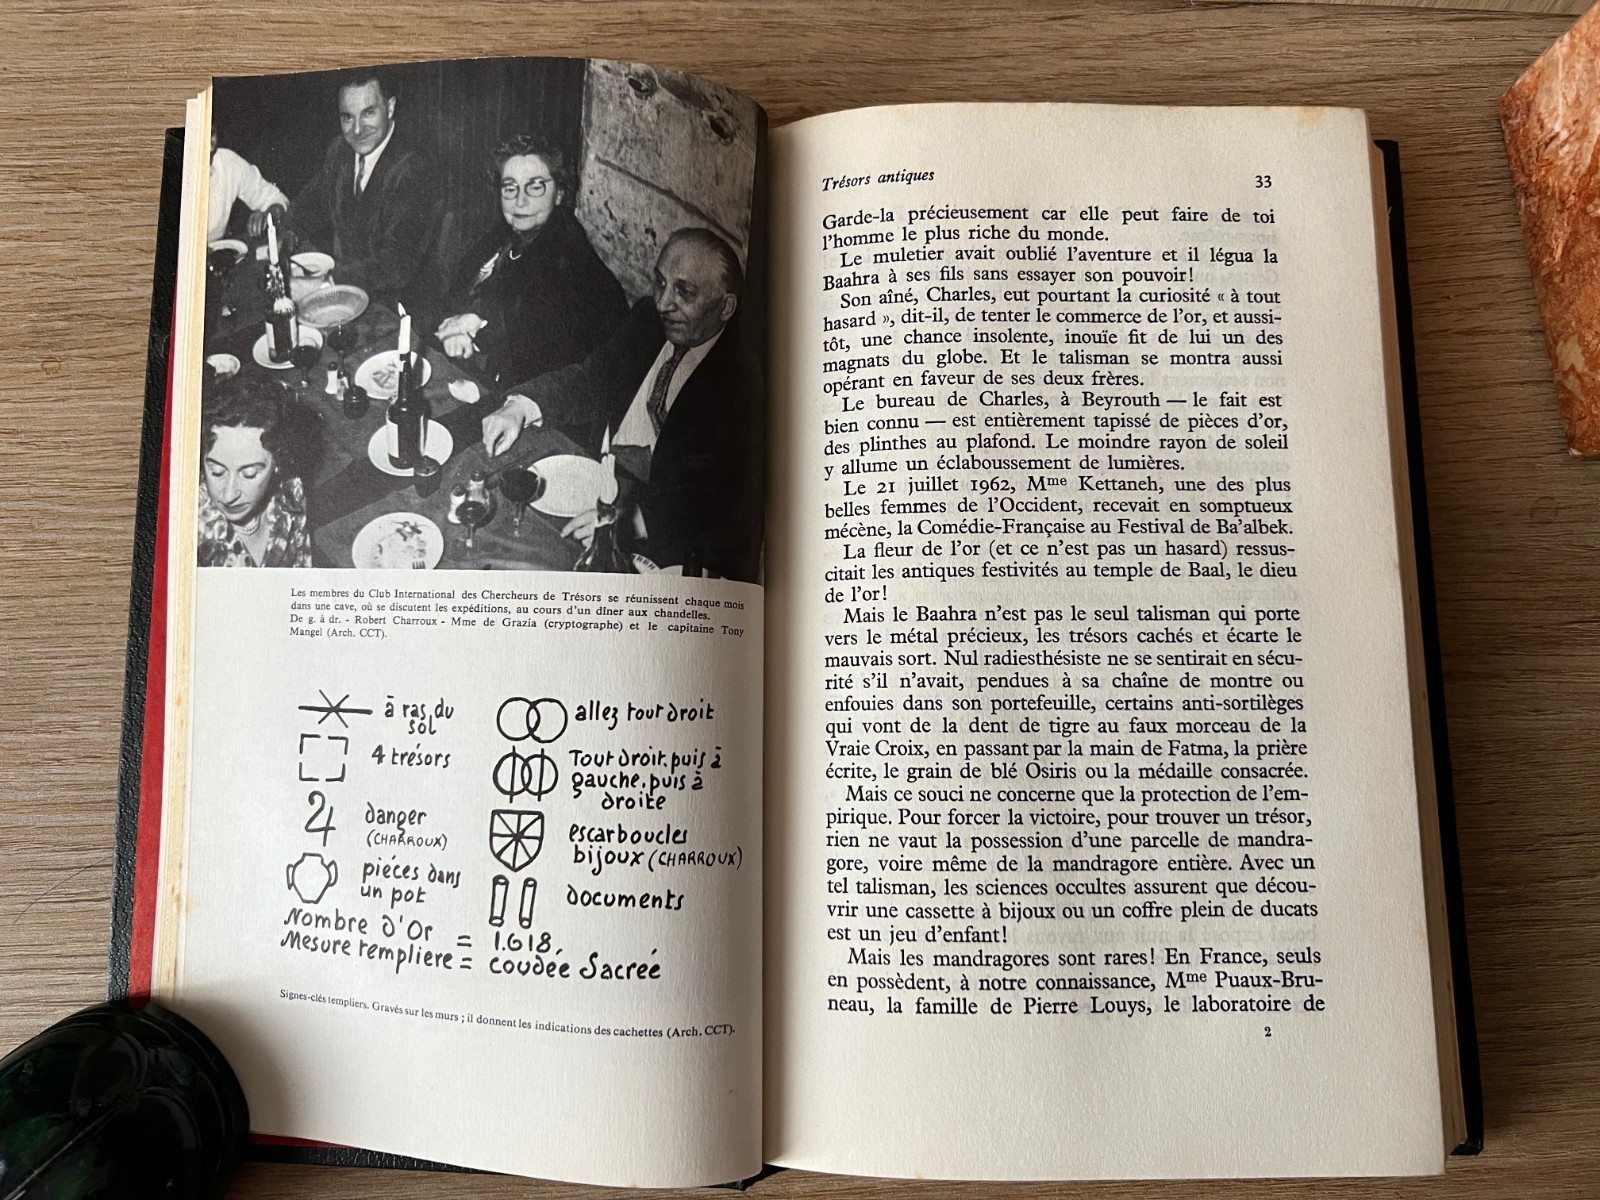 Les membres du Club International des Chercheurs de Trésors se réunissent chaque mois
dans une cave, où se discutent les expéditions, au cours d'un dîner aux chandelles.
De g. à dr. - Robert Charroux - Mme de Grazia (cryptographe) et le capitaine Tony
Mangel (Arch. CCT).
à ras du
sol
4 trésors
danger
(CHARROUX)
piéces dans
un pot
allez tout droit
Tout droit. puis à
gauche. puis à
droite
escarboucles
bijoux (CHARROUX)
documents
Nombre d'Or = 1.618.
Mesure templiere = coudée Sacrée
Signes-clés templiers. Gravés sur les murs ; il donnent les indications des cachettes (Arch. CCT).
Trésors antiques 33
Garde-la précieusement car elle peut faire de toi
l'homme le plus riche du monde.
Le muletier avait oublié l'aventure et il légua la
Baahra à ses fils sans essayer son pouvoir!
Son aîné, Charles, eut pourtant la curiosité « à tout
hasard », dit-il, de tenter le commerce de l'or, et aussi-
tôt, une chance insolente, inouïe fit de lui un des
magnats du globe. Et le talisman se montra aussi
opérant en faveur de ses deux frères.
Le bureau de Charles, à Beyrouth — le fait est
bien connu — est entièrement tapissé de pièces d'or,
des plinthes au plafond. Le moindre rayon de soleil
y allume un éclaboussement de lumières.
Le 21 juillet 1962, Mme Kettaneh, une des plus
belles femmes de l'Occident, recevait en somptueux
mécène, la Comédie-Française au Festival de Ba'albek.
La fleur de l'or (et ce n'est pas un hasard) ressus-
citait les antiques festivités au temple de Baal, le dieu
de l'or!
Mais le Baahra n'est pas le seul talisman qui porte
vers le métal précieux, les trésors cachés et écarte le
mauvais sort. Nul radiesthésiste ne se sentirait en sécu-
rité s'il n'avait, pendues à sa chaîne de montre ou
enfouies dans son portefeuille, certains anti-sortilèges
qui vont de la dent de tigre au faux morceau de la
Vraie Croix, en passant par la main de Fatma, la prière
écrite, le grain de blé Osiris ou la médaille consacrée.
Mais ce souci ne concerne que la protection de l'em-
pirique. Pour forcer la victoire, pour trouver un trésor,
rien ne vaut la possession d'une parcelle de mandra-
gore, voire même de la mandragore entière. Avec un
tel talisman, les sciences occultes assurent que décou-
vrir une cassette à bijoux ou un coffre plein de ducats
est un jeu d'enfant!
Mais les mandragores sont rares! En France, seuls
en possèdent, à notre connaissance, Mme Puaux-Bru-
neau, la famille de Pierre Louys, le laboratoire de
2